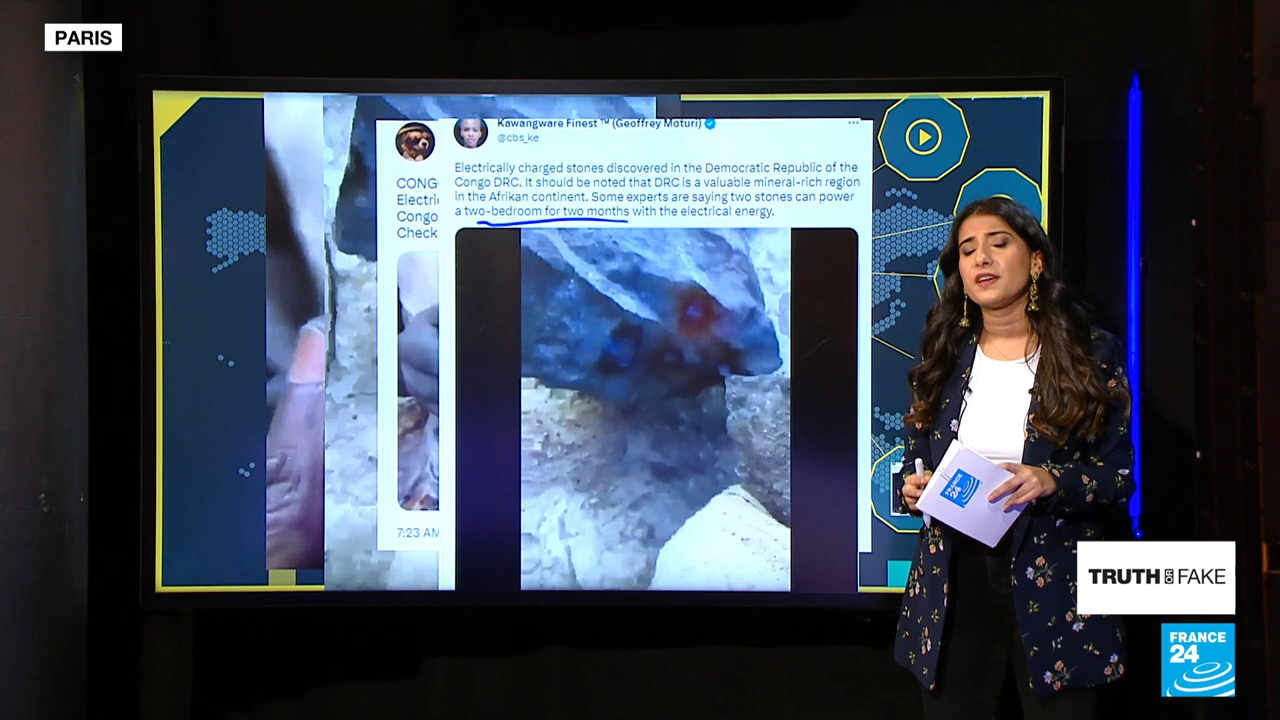 PARIS
Kawangware Finest ™ (Geoffrey Moturi)
@cbs_ke
Electrically charged stones discovered in the Democratic Republic of the
Congo DRC. It should be noted that DRC is a valuable mineral-rich region
in the Afrikan continent. Some experts are saying two stones can power
a two-bedroom for two months with the electrical energy.
CONG
Electri
Congo
Check
7:23 AM
FRANCE
24
TRUTH OR FAKE
FRANCE
24